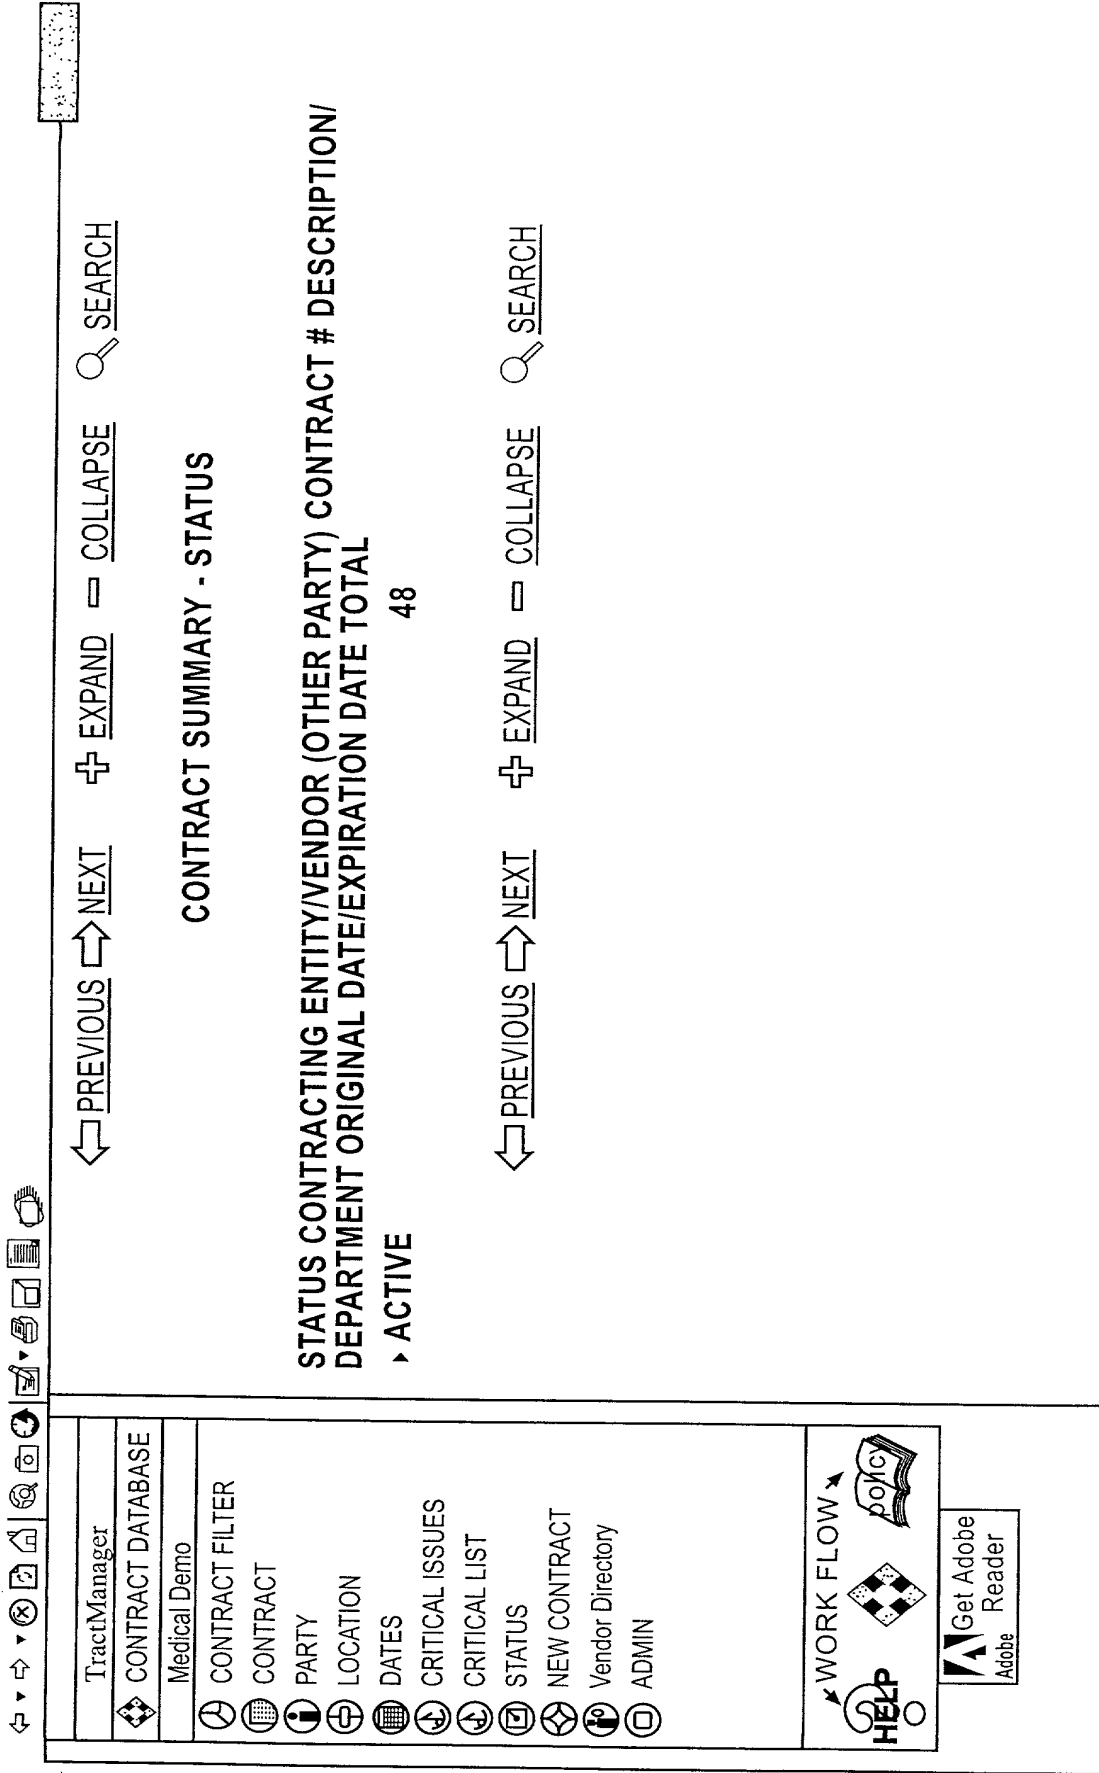 TractManager
CONTRACT DATABASE
Medical Demo
CONTRACT FILTER
CONTRACT
PARTY
LOCATION
DATES
CRITICAL ISSUES
CRITICAL LIST
STATUS
NEW CONTRACT
Vendor Directory
ADMIN
WORK FLOW
HELP
policy
Get Adobe
Reader
Adobe
PREVIOUS NEXT EXPAND COLLAPSE SEARCH
CONTRACT SUMMARY - STATUS
STATUS CONTRACTING ENTITY/VENDOR (OTHER PARTY) CONTRACT # DESCRIPTION/
DEPARTMENT ORIGINAL DATE/EXPIRATION DATE TOTAL
ACTIVE 48
PREVIOUS NEXT EXPAND COLLAPSE SEARCH